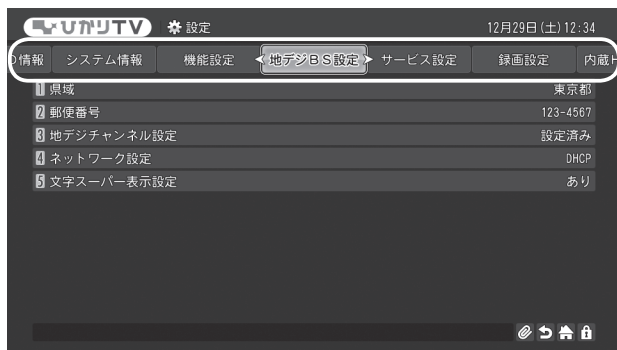 ひかりTV 設定 12月29日(土)12:34
情報 システム情報 機能設定 地デジBS設定 サービス設定 録画設定 内蔵H
1 県域 東京都
2 郵便番号 123-4567
3 地デジチャンネル設定 設定済み
4 ネットワーク設定 DHCP
5 文字スーパー表示設定 あり